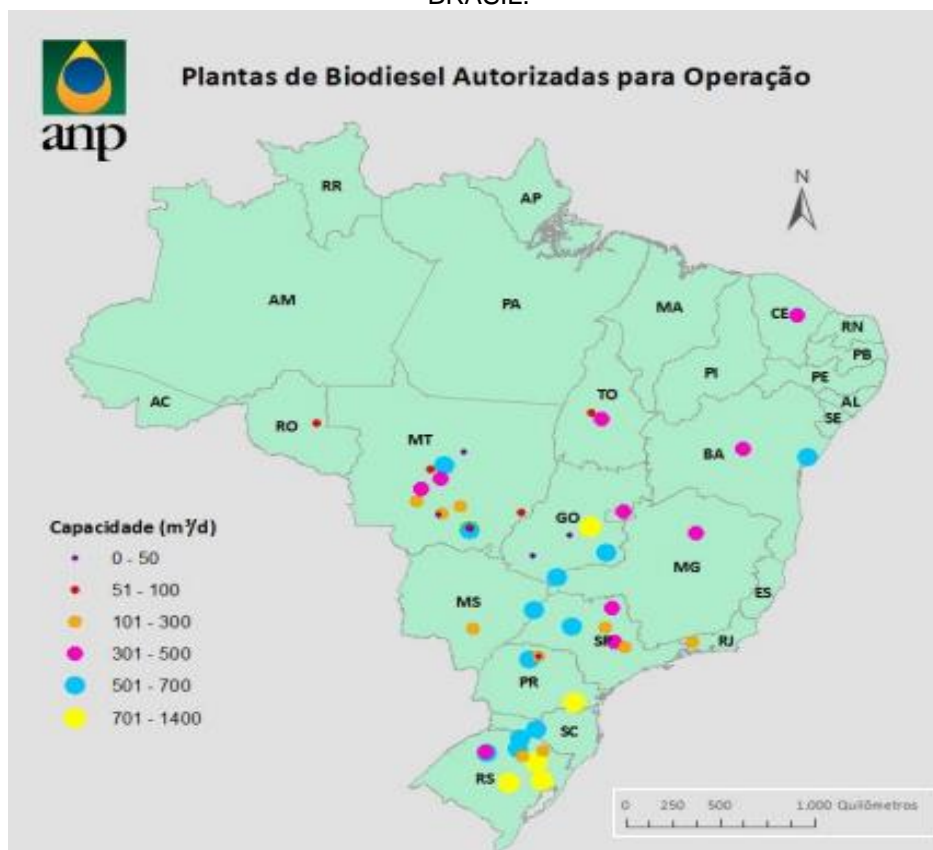 BRASIL.
anp
Plantas de Biodiesel Autorizadas para Operação
N
RR
AP
AM
PA
MA
CE
RN
PB
PE
PI
AL
SE
AC
RO
TO
MT
BA
GO
MG
ES
MS
SP
RJ
PR
SC
RS
Capacidade (m³/d)
0 - 50
51 - 100
101 - 300
301 - 500
501 - 700
701 - 1400
0 250 500 1.000 Quilômetros